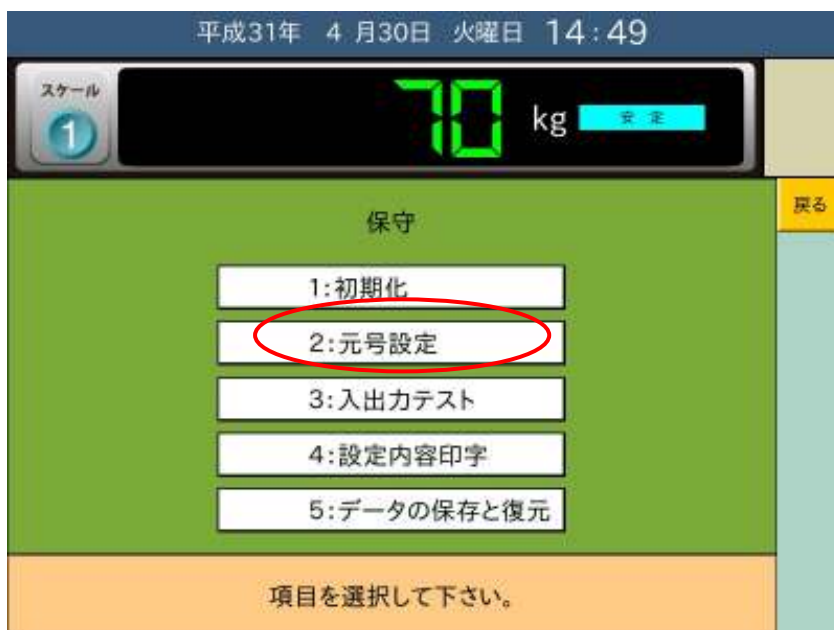 平成31年 4月30日 火曜日 14:49
スケール
1
70 kg 安定
戻る
保守
1:初期化
2:元号設定
3:入出力テスト
4:設定内容印字
5:データの保存と復元
項目を選択して下さい。